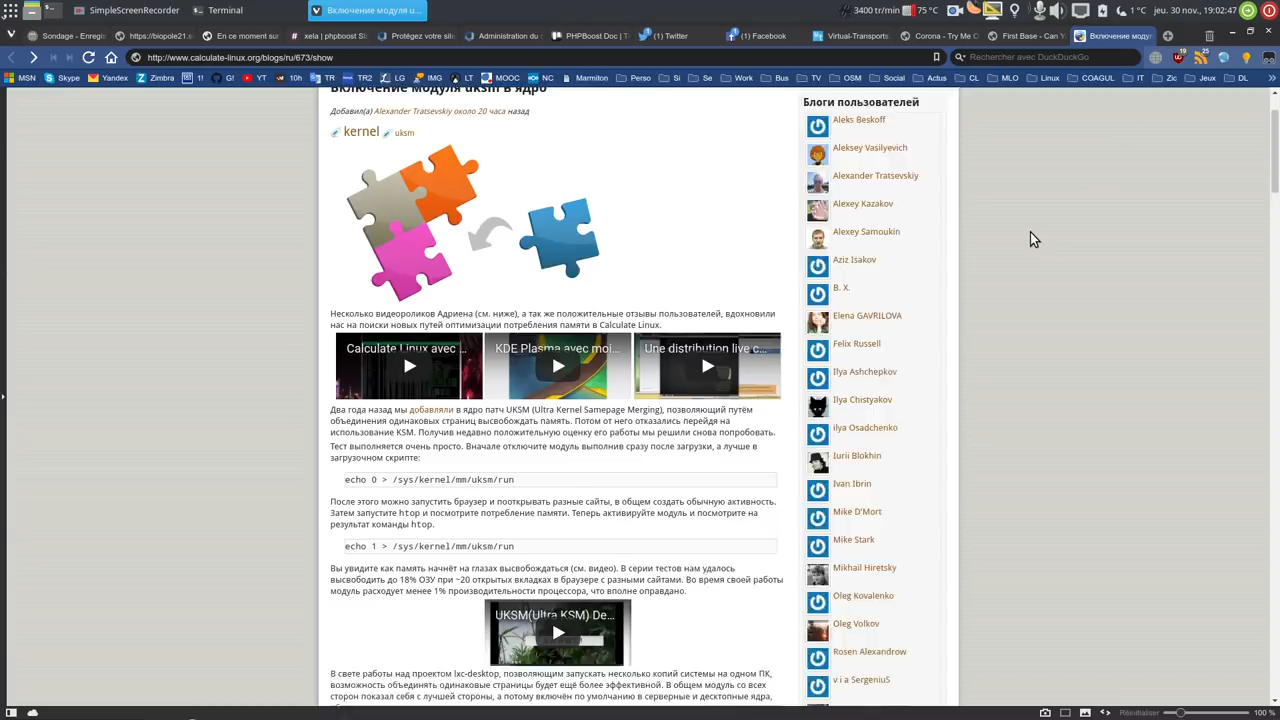 SimpleScreenRecorder
Terminal
Включение модуля u...
3400 tr/min
75 °C
1 °C
jeu. 30 nov., 19:02:47
Sondage - Enregis
https://biopole21.
En ce moment sur
xela | phpboost Sl
Protégez votre sit
Administration du c
PHPBoost Doc | T
(1) Twitter
(1) Facebook
Virtual-Transports
Corona - Try Me O
First Base - Can Y
Включение модул
http://www.calculate-linux.org/blogs/ru/673/show
Rechercher avec DuckDuckGo
19
25
MSN
Skype
Yandex
Zimbra
1!
GI
TR
TR2
LG
IMG
LT
MOOC
NC
Marmiton
Perso
Si
Se
Work
Bus
TV
OSM
Social
Actus
CL
MLO
Linux
COAGUL
IT
Zic
Jeux
DL
Включение модуля uksm в ядро
Добавил(а) Alexander Tratsevskiy около 20 часа назад
kernel uksm
Несколько видеороликов Адриена (см. ниже), а так же положительные отзывы пользователей, вдохновили
нас на поиски новых путей оптимизации потребления памяти в Calculate Linux.
Calculate Linux avec ...
KDE Plasma avec moi...
Une distribution live c...
Два года назад мы добавляли в ядро патч UKSM (Ultra Kernel Samepage Merging), позволяющий путём
объединения одинаковых страниц высвобождать память. Потом от него отказались перейдя на
использование KSM. Получив недавно положительную оценку его работы мы решили снова попробовать.
Тест выполняется очень просто. Вначале отключите модуль выполнив сразу после загрузки, а лучше в
загрузочном скрипте:
echo 0 > /sys/kernel/mm/uksm/run
После этого можно запустить браузер и пооткрывать разные сайты, в общем создать обычную активность.
Затем запустите htop и посмотрите потребление памяти. Теперь активируйте модуль и посмотрите на
результат команды htop.
echo 1 > /sys/kernel/mm/uksm/run
Вы увидите как память начнёт на глазах высвобождаться (см. видео). В серии тестов нам удалось
высвободить до 18% ОЗУ при ~20 открытых вкладках в браузере с разными сайтами. Во время своей работы
модуль расходует менее 1% производительности процессора, что вполне оправдано.
UKSM(Ultra KSM) De...
В свете работы над проектом lxc-desktop, позволяющим запускать несколько копий системы на одном ПК,
возможность объединять одинаковые страницы будет ещё более эффективной. В общем модуль со всех
сторон показал себя с лучшей стороны, а потому включён по умолчанию в серверные и десктопные ядра,
Блоги пользователей
Aleks Beskoff
Aleksey Vasilyevich
Alexander Tratsevskiy
Alexey Kazakov
Alexey Samoukin
Aziz Isakov
B. X.
Elena GAVRILOVA
Felix Russell
Ilya Ashchepkov
Ilya Chistyakov
ilya Osadchenko
Iurii Blokhin
Ivan Ibrin
Mike D'Mort
Mike Stark
Mikhail Hiretsky
Oleg Kovalenko
Oleg Volkov
Rosen Alexandrow
v i a SergeniuS
Réinitialiser
100 %